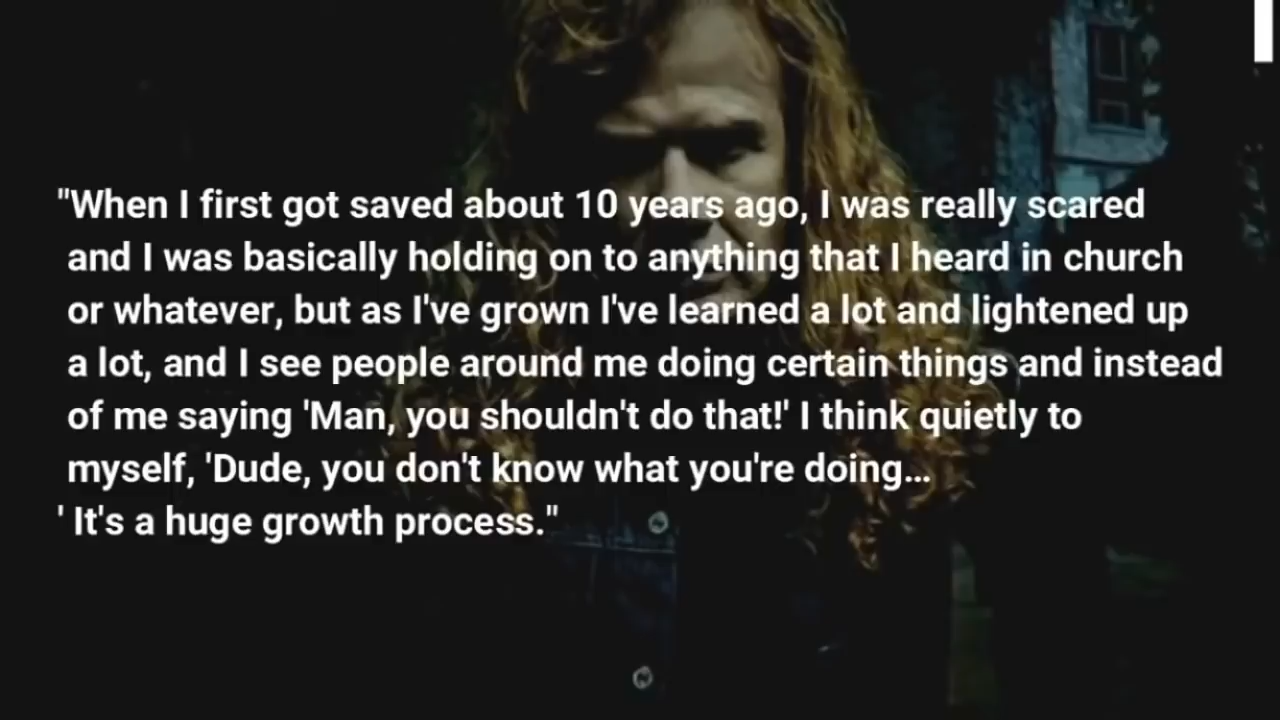 "When I first got saved about 10 years ago, I was really scared
and I was basically holding on to anything that I heard in church
or whatever, but as I've grown I've learned a lot and lightened up
a lot, and I see people around me doing certain things and instead
of me saying 'Man, you shouldn't do that!' I think quietly to
myself, 'Dude, you don't know what you're doing...
' It's a huge growth process."